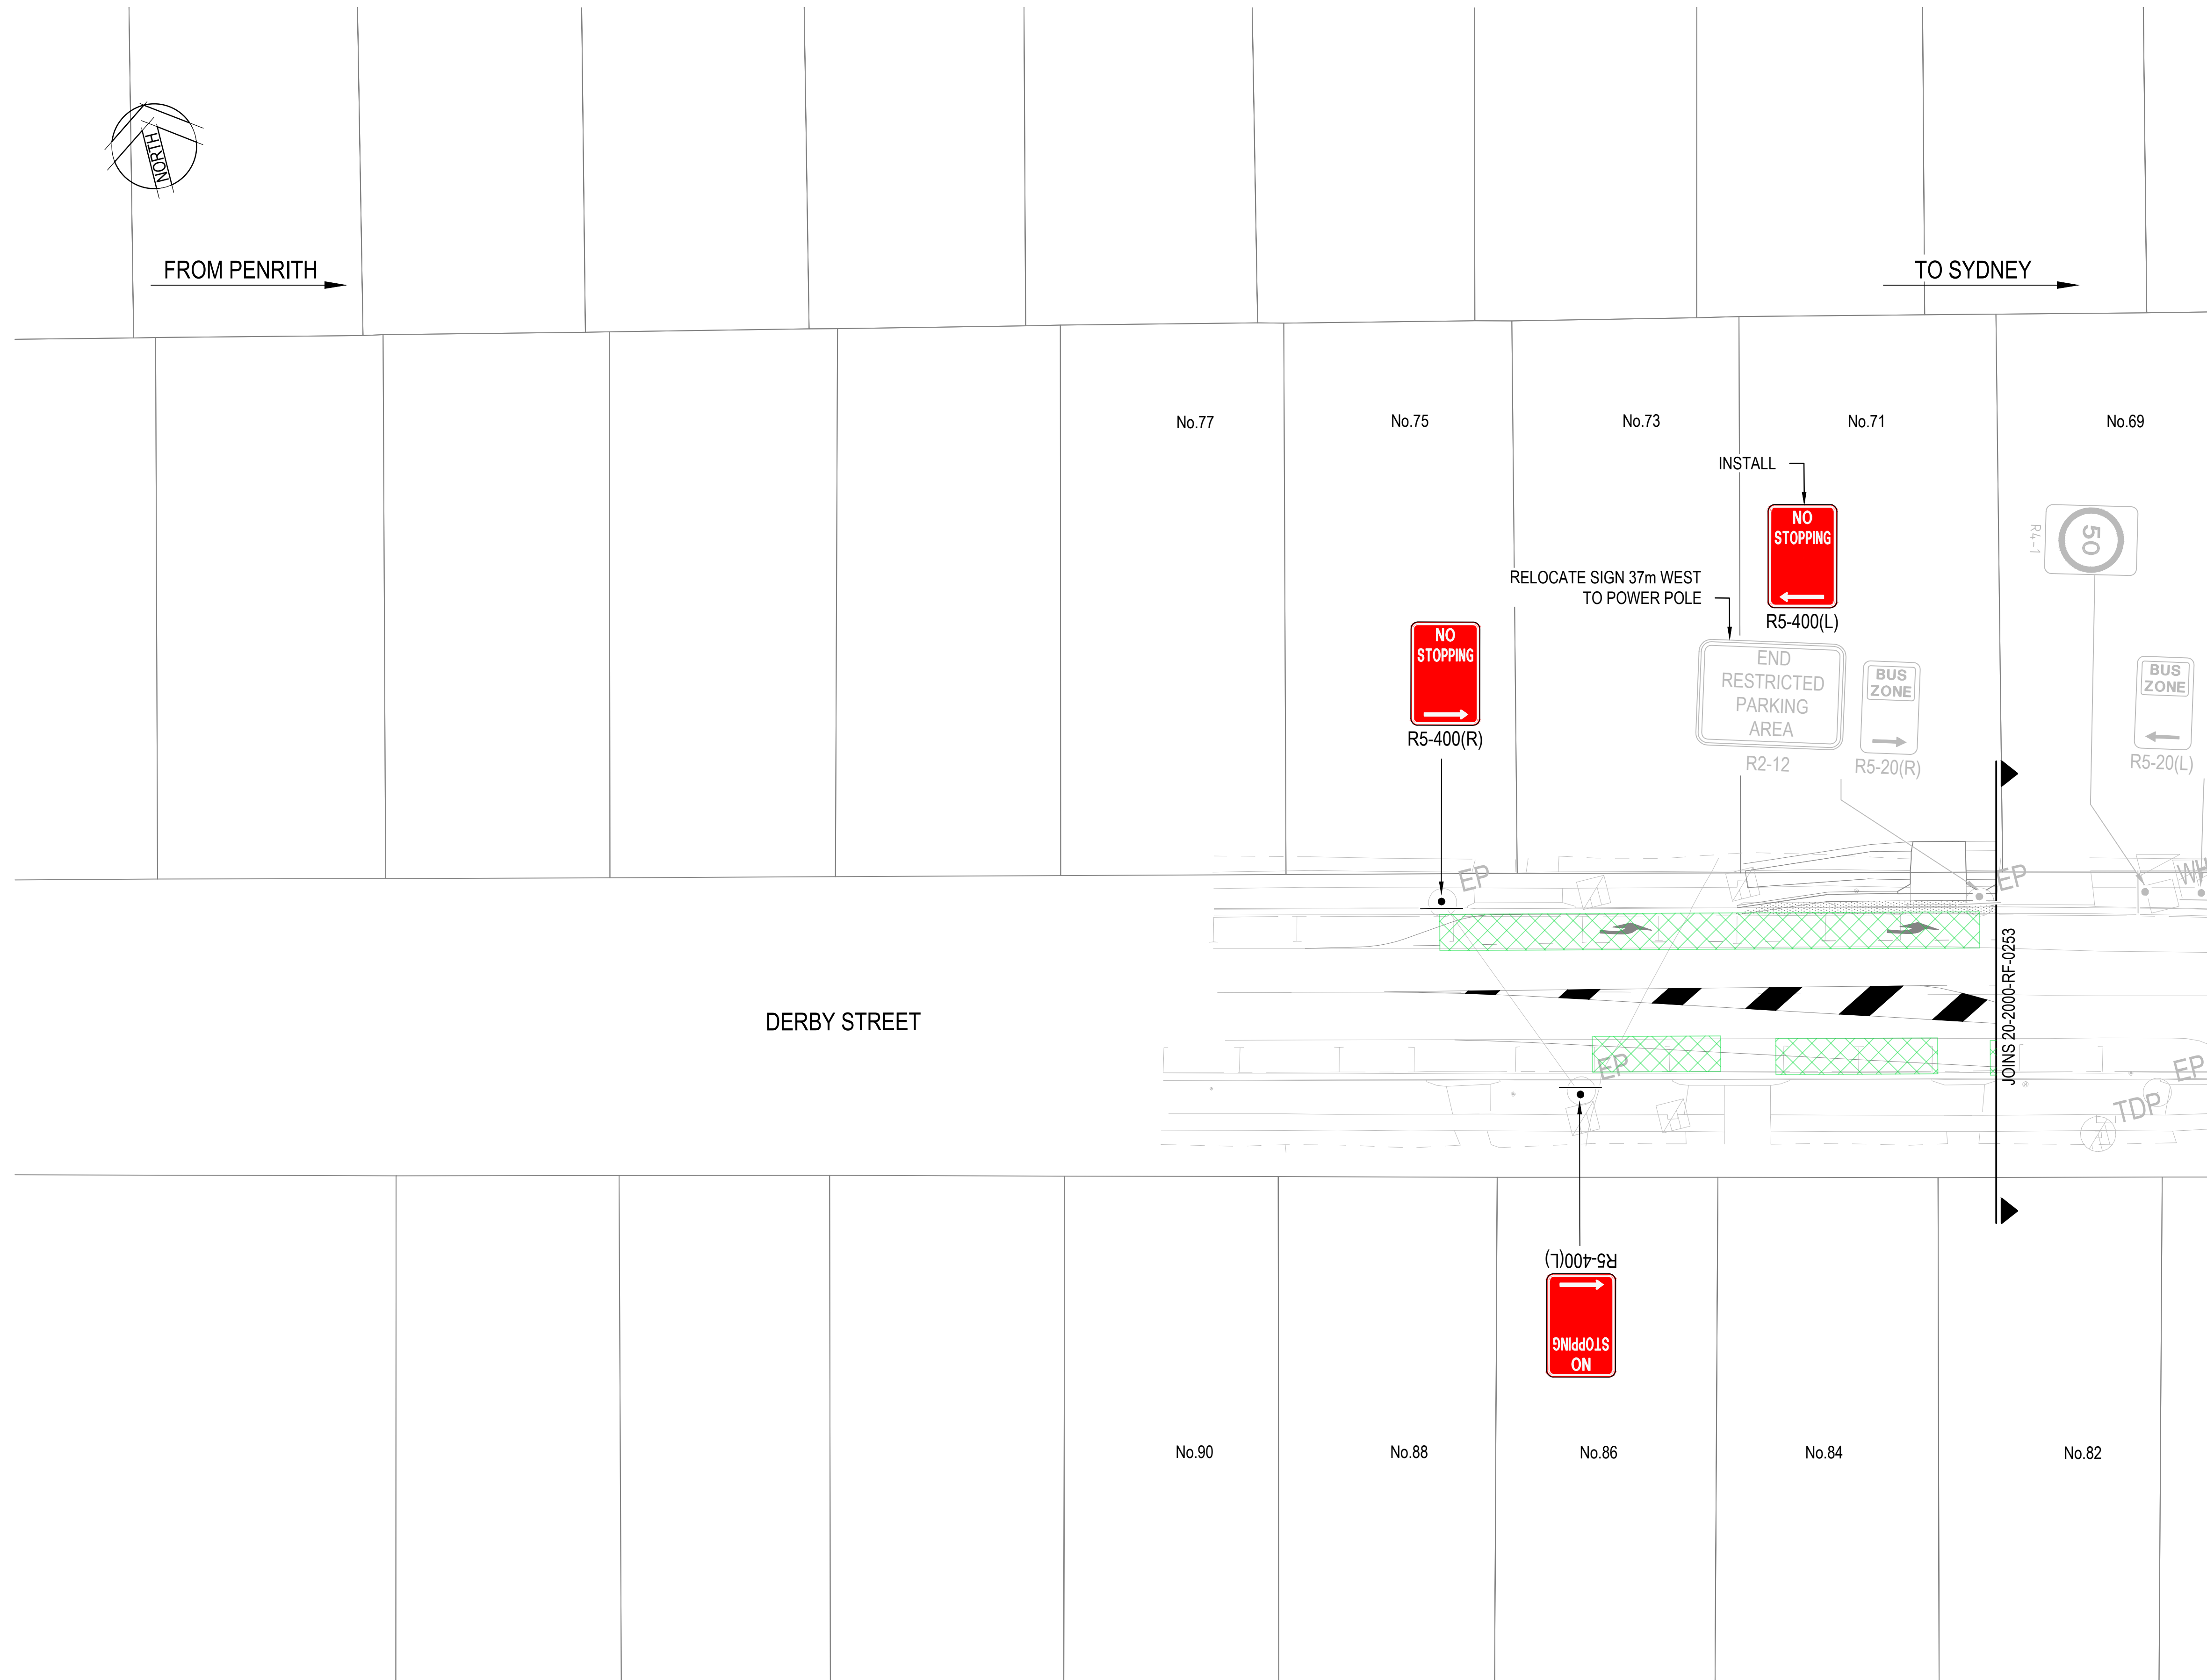 NORTH
FROM PENRITH
TO SYDNEY
No.77
No.75
No.73
No.71
No.69
INSTALL
NO
STOPPING
R5-400(L)
50
R4-1
RELOCATE SIGN 37m WEST
TO POWER POLE
NO
STOPPING
R5-400(R)
END
RESTRICTED
PARKING
AREA
R2-12
BUS
ZONE
R5-20(R)
BUS
ZONE
R5-20(L)
EP
EP
JOINS 20-2000-RF-0253
DERBY STREET
EP
EP
TDP
R5-400(L)
NO
STOPPING
No.90
No.88
No.86
No.84
No.82